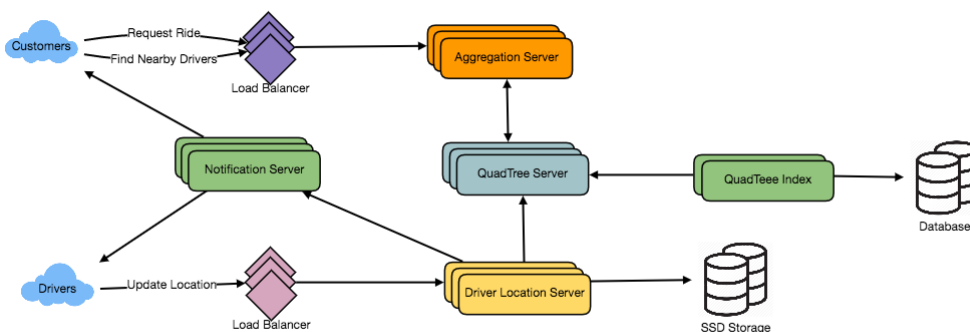 Customers
Request Ride
Find Nearby Drivers
Load Balancer
Aggregation Server
Notification Server
QuadTree Server
QuadTeee Index
Database
Drivers
Update Location
Load Balancer
Driver Location Server
SSD Storage